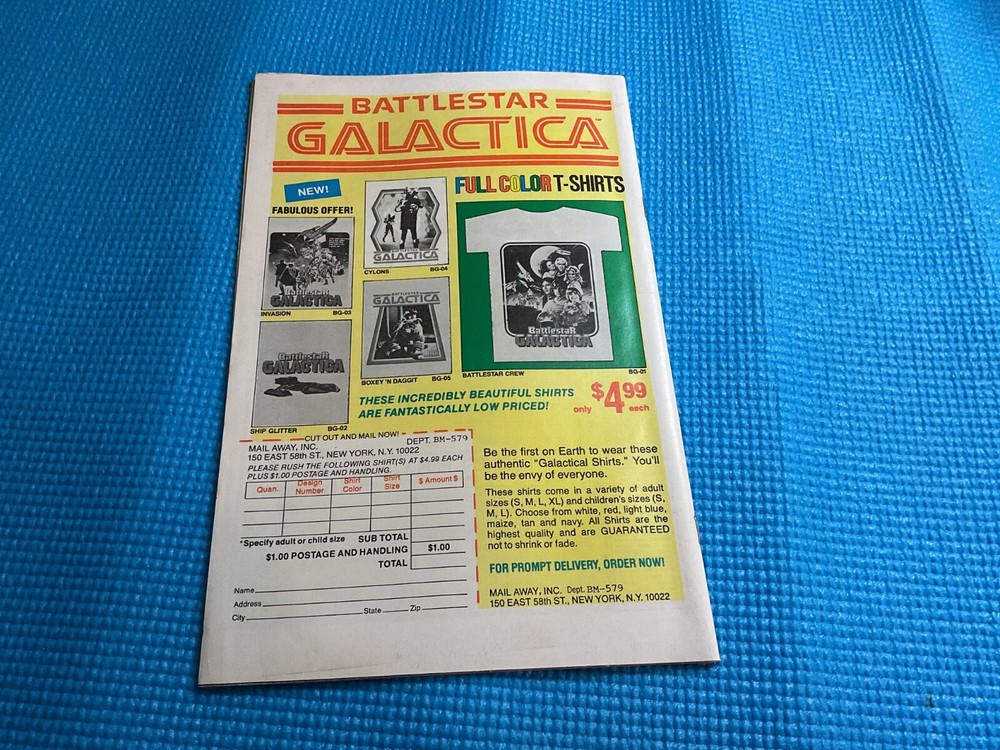 BATTLESTAR
GALACTICA™
NEW!
FABULOUS OFFER!
FULL COLOR T-SHIRTS
Battlestar
GALACTICA
INVASION BG-03
BATTLESTAR
GALACTICA
CYLONS BG-04
Battlestar
GALACTICA
SHIP GLITTER BG-02
BATTLESTAR
GALACTICA
BOXEY 'N DAGGIT BG-05
Battlestar
GALACTICA
BATTLESTAR CREW BG-01
THESE INCREDIBLY BEAUTIFUL SHIRTS
ARE FANTASTICALLY LOW PRICED!
only $4.99 each
CUT OUT AND MAIL NOW!
MAIL AWAY, INC. DEPT. BM-579
150 EAST 58th ST., NEW YORK, N.Y. 10022
PLEASE RUSH THE FOLLOWING SHIRT(S) AT $4.99 EACH
PLUS $1.00 POSTAGE AND HANDLING.
Quan. Design Number Shirt Color Shirt Size $ Amount $
*Specify adult or child size SUB TOTAL
$1.00 POSTAGE AND HANDLING $1.00
TOTAL
Name
Address
City State Zip
Be the first on Earth to wear these
authentic "Galactical Shirts." You'll
be the envy of everyone.
These shirts come in a variety of adult
sizes (S, M, L, XL) and children's sizes (S,
M, L). Choose from white, red, light blue,
maize, tan and navy. All Shirts are the
highest quality and are GUARANTEED
not to shrink or fade.
FOR PROMPT DELIVERY, ORDER NOW!
MAIL AWAY, INC. Dept. BM-579
150 EAST 58th ST., NEW YORK, N.Y. 10022